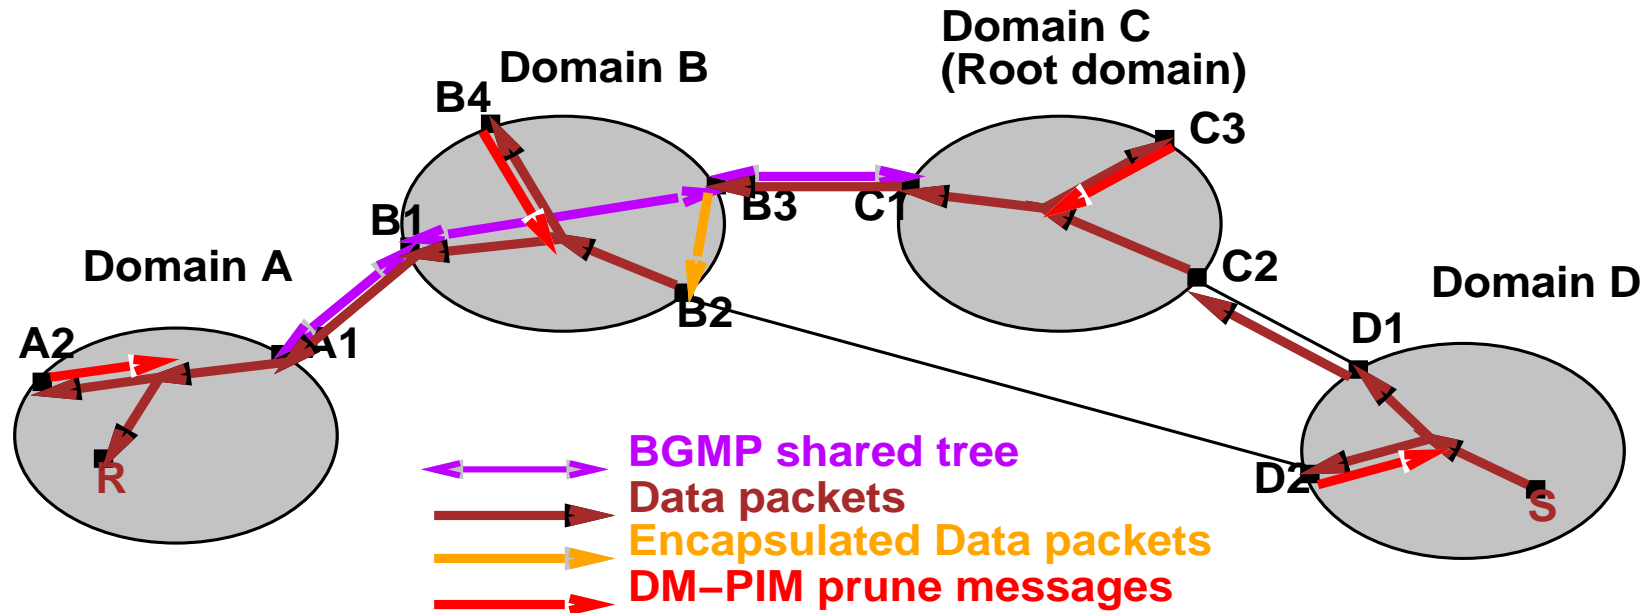 Domain C
(Root domain)
Domain B
B4
C3
B3
C1
B1
Domain A
C2
Domain D
B2
A2
A1
D1
R
D2
S
BGMP shared tree
Data packets
Encapsulated Data packets
DM−PIM prune messages